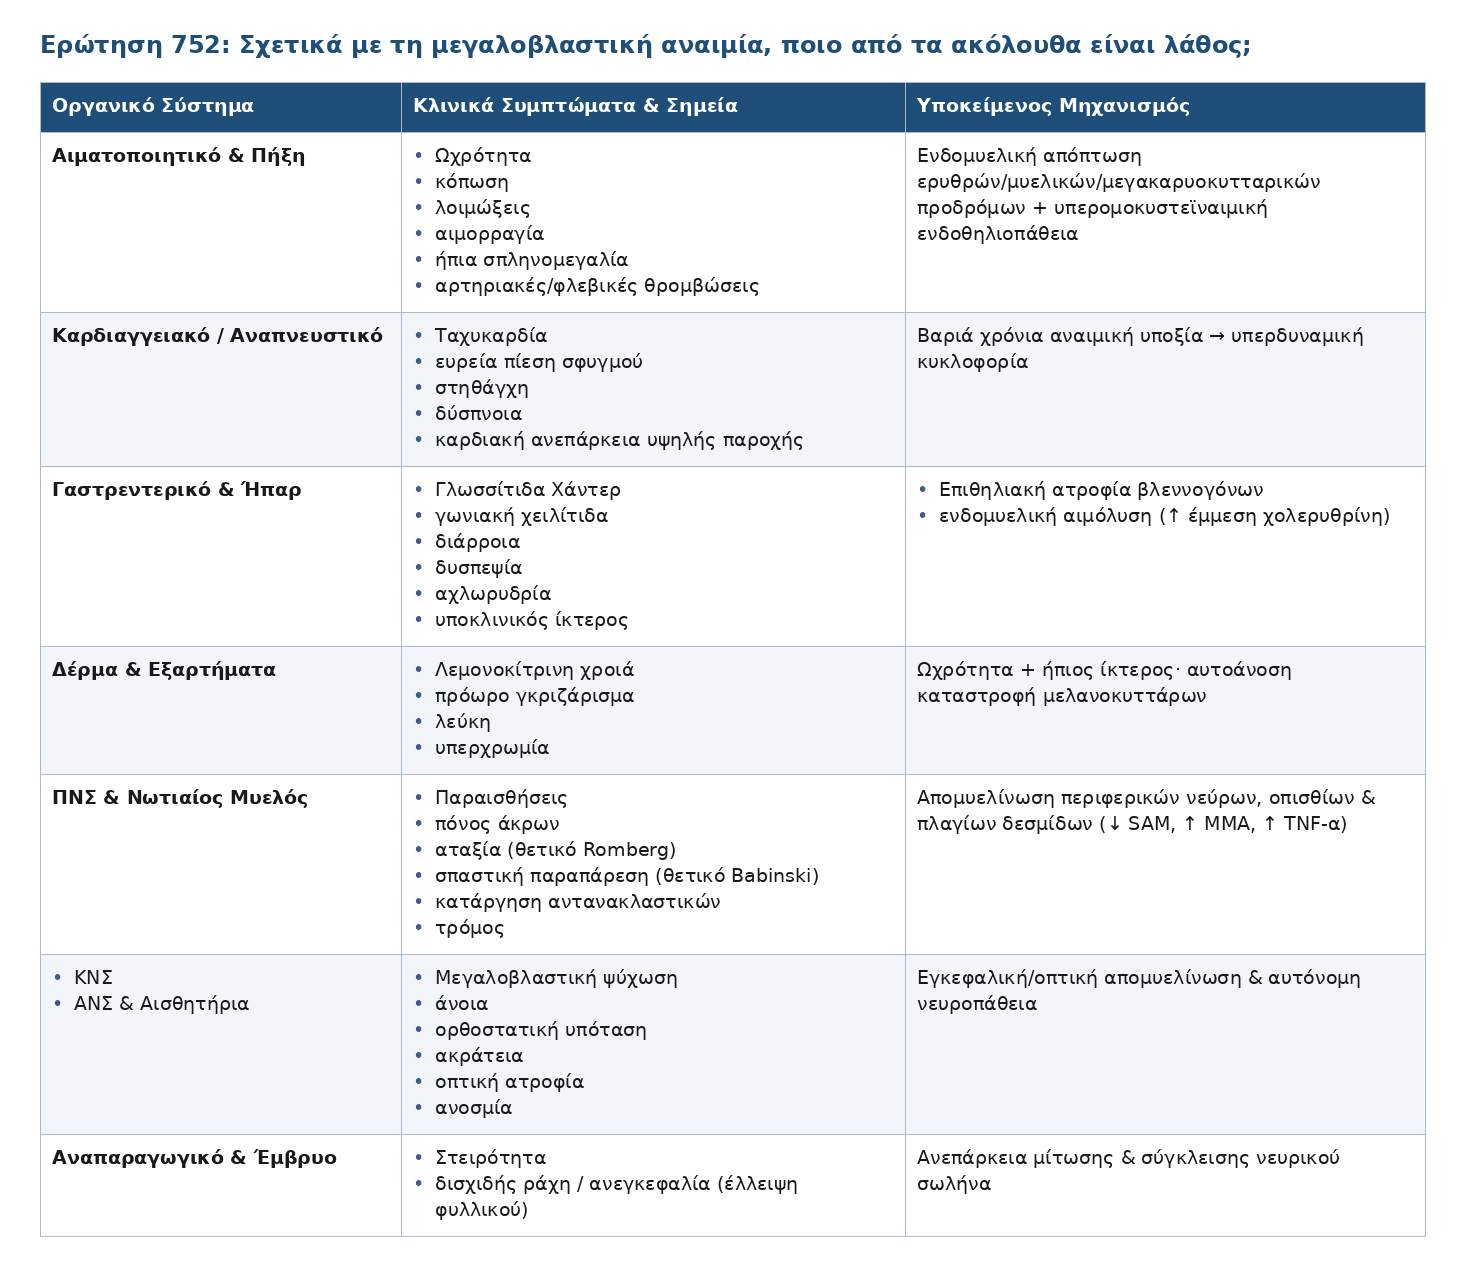 Ερώτηση 752: Σχετικά με τη μεγαλοβλαστική αναιμία, ποιο από τα ακόλουθα είναι λάθος;
Οργανικό Σύστημα
Κλινικά Συμπτώματα & Σημεία
Υποκείμενος Μηχανισμός
Αιματοποιητικό & Πήξη
• Ωχρότητα
• κόπωση
• λοιμώξεις
• αιμορραγία
• ήπια σπληνομεγαλία
• αρτηριακές/φλεβικές θρομβώσεις
Ενδομυελική απόπτωση
ερυθρών/μυελικών/μεγακαρυοκυτταρικών
προδρόμων + υπερομοκυστεϊναιμική
ενδοθηλιοπάθεια
Καρδιαγγειακό / Αναπνευστικό
• Ταχυκαρδία
• ευρεία πίεση σφυγμού
• στηθάγχη
• δύσπνοια
• καρδιακή ανεπάρκεια υψηλής παροχής
Βαριά χρόνια αναιμική υποξία → υπερδυναμική
κυκλοφορία
Γαστρεντερικό & Ήπαρ
• Γλωσσίτιδα Χάντερ
• γωνιακή χειλίτιδα
• διάρροια
• δυσπεψία
• αχλωρυδρία
• υποκλινικός ίκτερος
• Επιθηλιακή ατροφία βλεννογόνων
• ενδομυελική αιμόλυση (↑ έμμεση χολερυθρίνη)
Δέρμα & Εξαρτήματα
• Λεμονοκίτρινη χροιά
• πρόωρο γκριζάρισμα
• λεύκη
• υπερχρωμία
Ωχρότητα + ήπιος ίκτερος· αυτοάνοση
καταστροφή μελανοκυττάρων
ΠΝΣ & Νωτιαίος Μυελός
• Παραισθήσεις
• πόνος άκρων
• αταξία (θετικό Romberg)
• σπαστική παραπάρεση (θετικό Babinski)
• κατάργηση αντανακλαστικών
• τρόμος
Απομυελίνωση περιφερικών νεύρων, οπισθίων &
πλαγίων δεσμίδων (↓ SAM, ↑ MMA, ↑ TNF-α)
• ΚΝΣ
• ΑΝΣ & Αισθητήρια
• Μεγαλοβλαστική ψύχωση
• άνοια
• ορθοστατική υπόταση
• ακράτεια
• οπτική ατροφία
• ανοσμία
Εγκεφαλική/οπτική απομυελίνωση & αυτόνομη
νευροπάθεια
Αναπαραγωγικό & Έμβρυο
• Στειρότητα
• δισχιδής ράχη / ανεγκεφαλία (έλλειψη
φυλλικού)
Ανεπάρκεια μίτωσης & σύγκλεισης νευρικού
σωλήνα